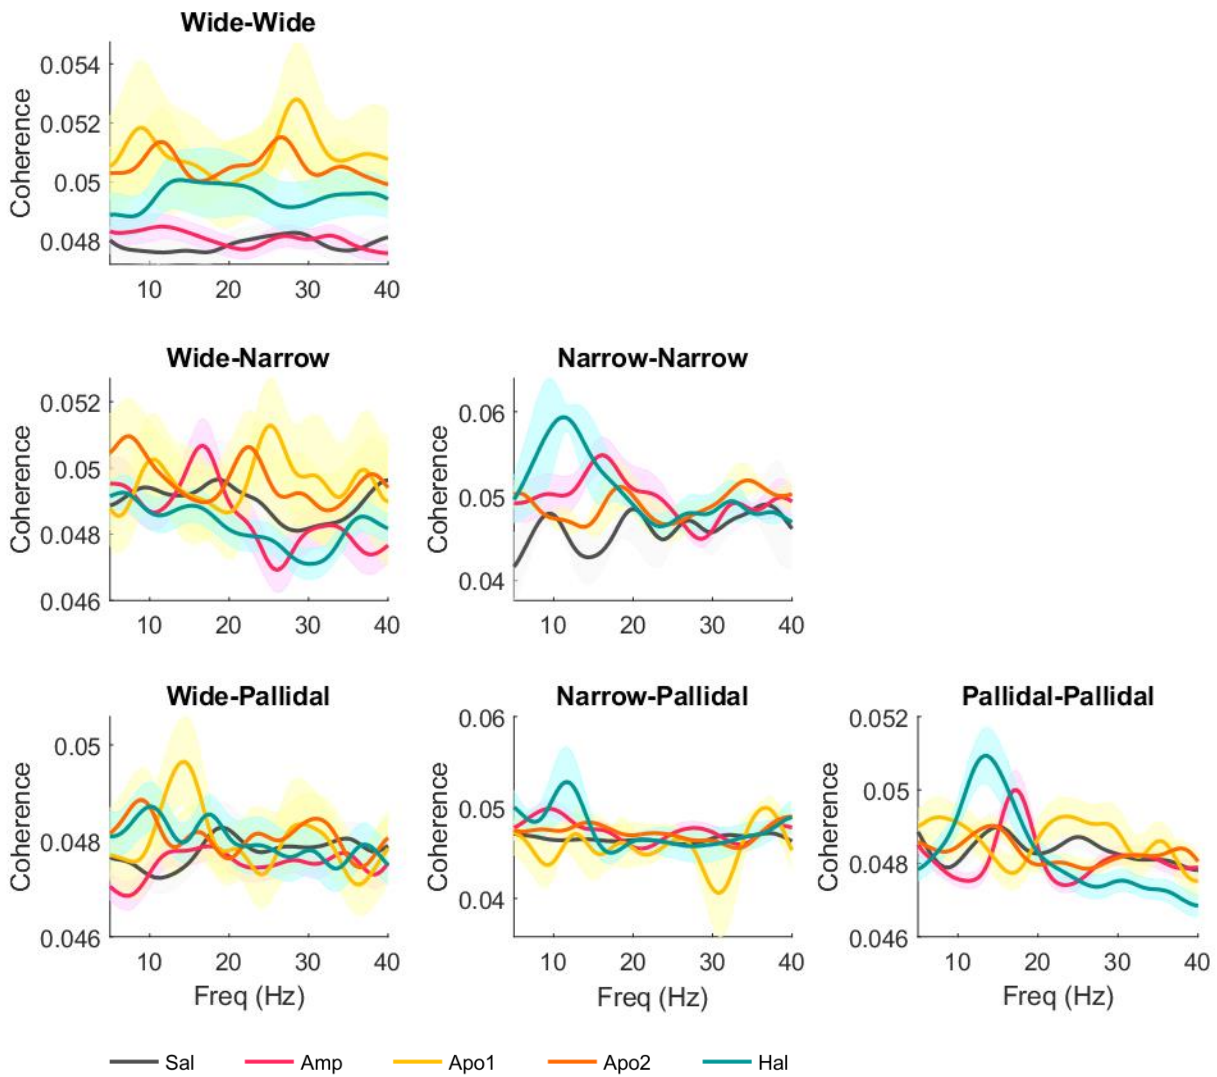 Wide-Wide
Coherence
0.054
0.052
0.05
0.048
10 20 30 40
Wide-Narrow
Coherence
0.052
0.05
0.048
0.046
10 20 30 40
Narrow-Narrow
Coherence
0.06
0.05
0.04
10 20 30 40
Wide-Pallidal
Coherence
0.05
0.048
0.046
10 20 30 40
Freq (Hz)
Narrow-Pallidal
Coherence
0.06
0.05
0.04
10 20 30 40
Freq (Hz)
Pallidal-Pallidal
Coherence
0.052
0.05
0.048
0.046
10 20 30 40
Freq (Hz)
Sal Amp Apo1 Apo2 Hal